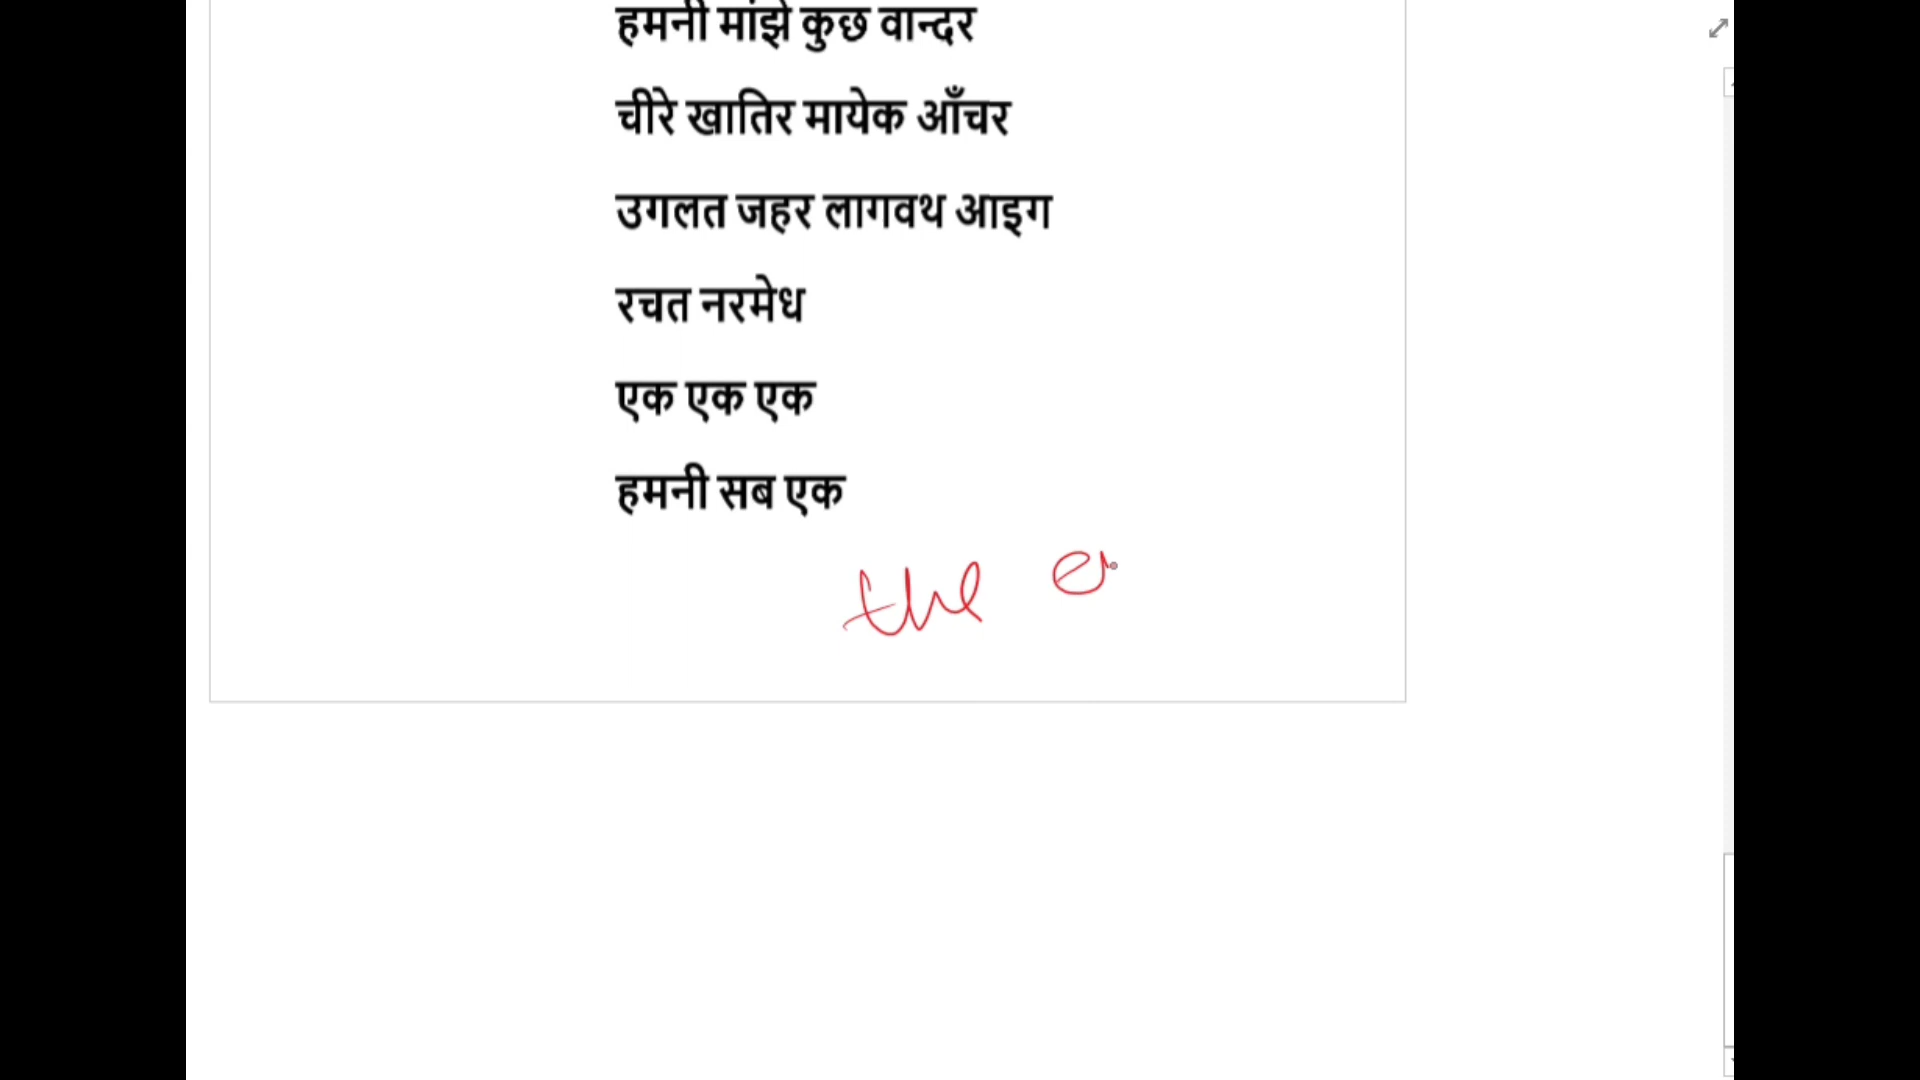 हमनी मांझे कुछ वान्दर
चीरे खातिर मायेक आँचर
उगलत जहर लागवथ आइग
रचत नरमेध
एक एक एक
हमनी सब एक
the e